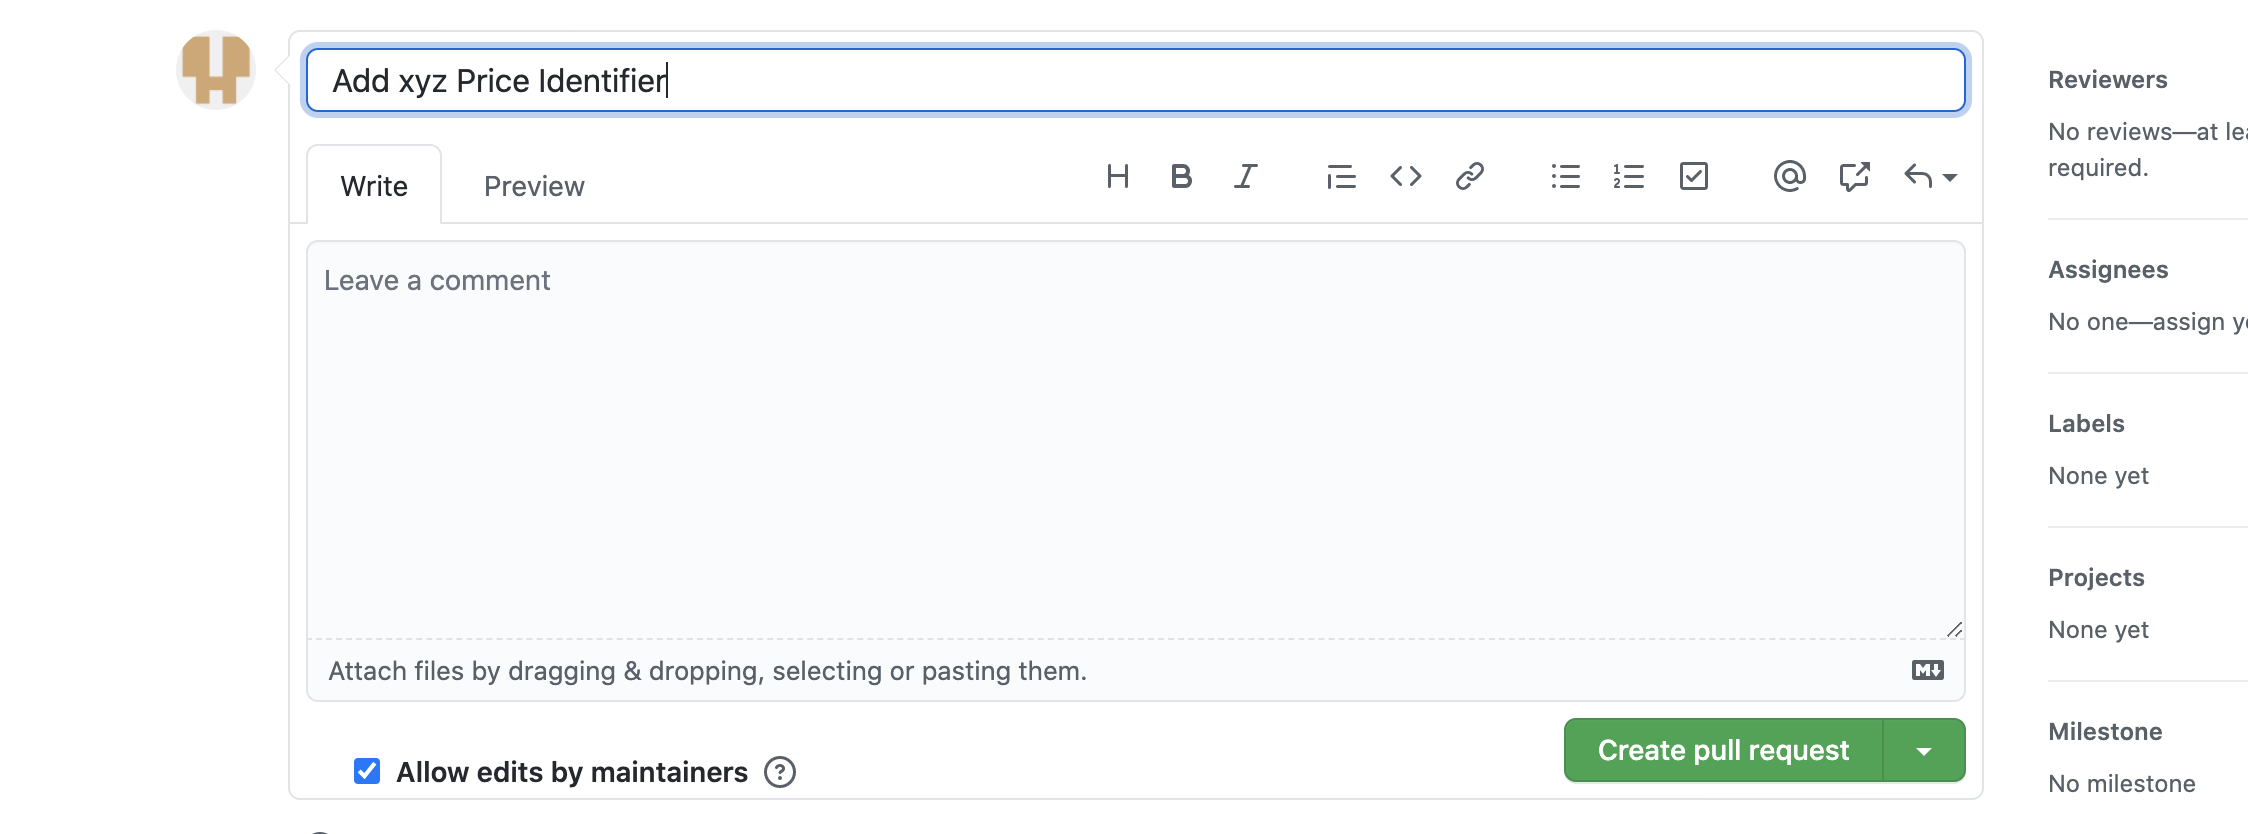 Add xyz Price Identifier
Write
Preview
Leave a comment
Attach files by dragging & dropping, selecting or pasting them.
Allow edits by maintainers
Create pull request
Reviewers
No reviews—at lea
required.
Assignees
No one—assign yo
Labels
None yet
Projects
None yet
Milestone
No milestone